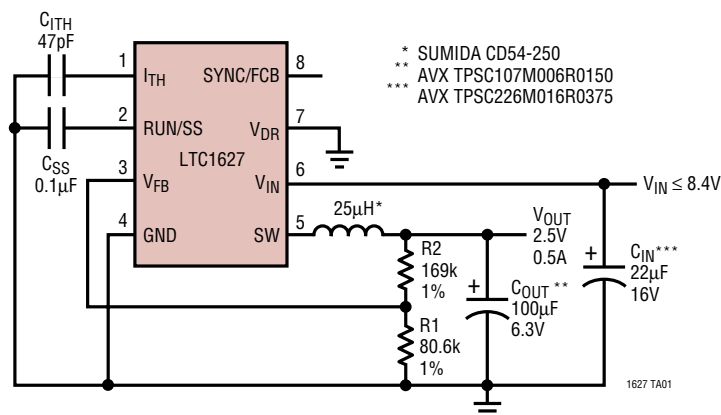 C_ITH
47pF
1
I_TH
SYNC/FCB
8
* SUMIDA CD54-250
** AVX TPSC107M006R0150
*** AVX TPSC226M016R0375
2
RUN/SS
V_DR
7
C_SS
0.1µF
LTC1627
3
V_FB
V_IN
6
V_IN ≤ 8.4V
4
GND
SW
5
25µH*
V_OUT
2.5V
0.5A
R2
169k
1%
+
C_OUT**
100µF
6.3V
+
C_IN***
22µF
16V
R1
80.6k
1%
1627 TA01